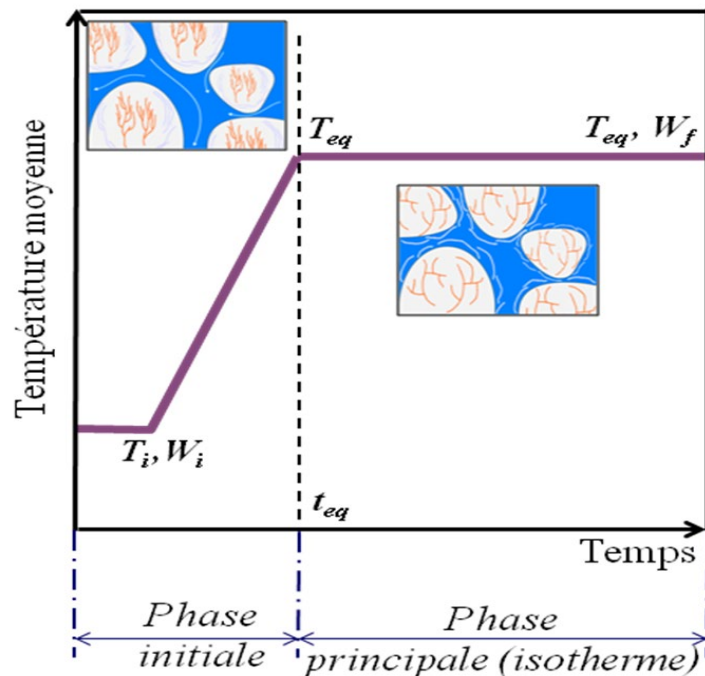 Température moyenne
T_eq
T_eq, W_f
T_i, W_i
t_eq
Temps
Phase
initiale
Phase
principale (isotherme)